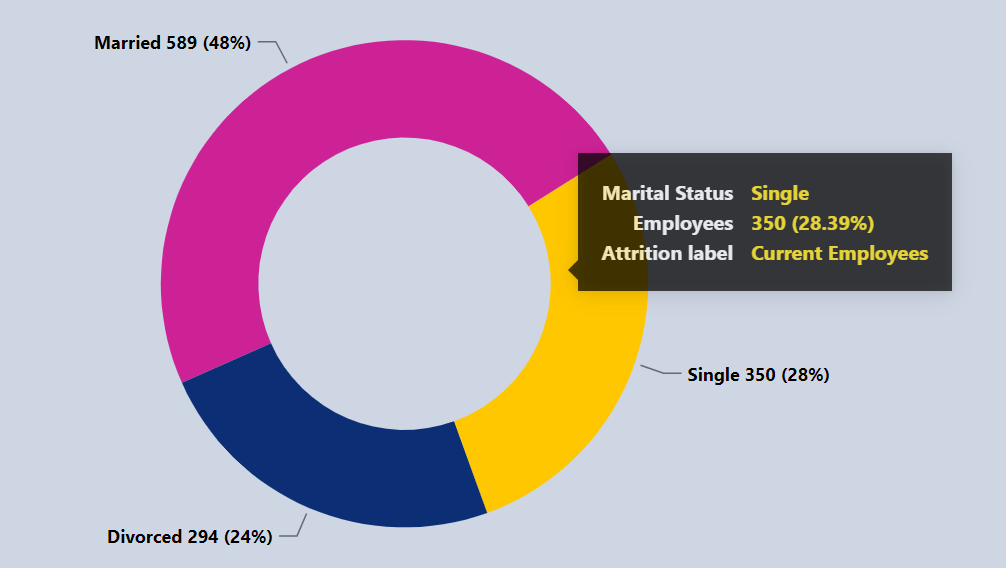 Married 589 (48%)
Marital Status Single
Employees 350 (28.39%)
Attrition label Current Employees
Single 350 (28%)
Divorced 294 (24%)